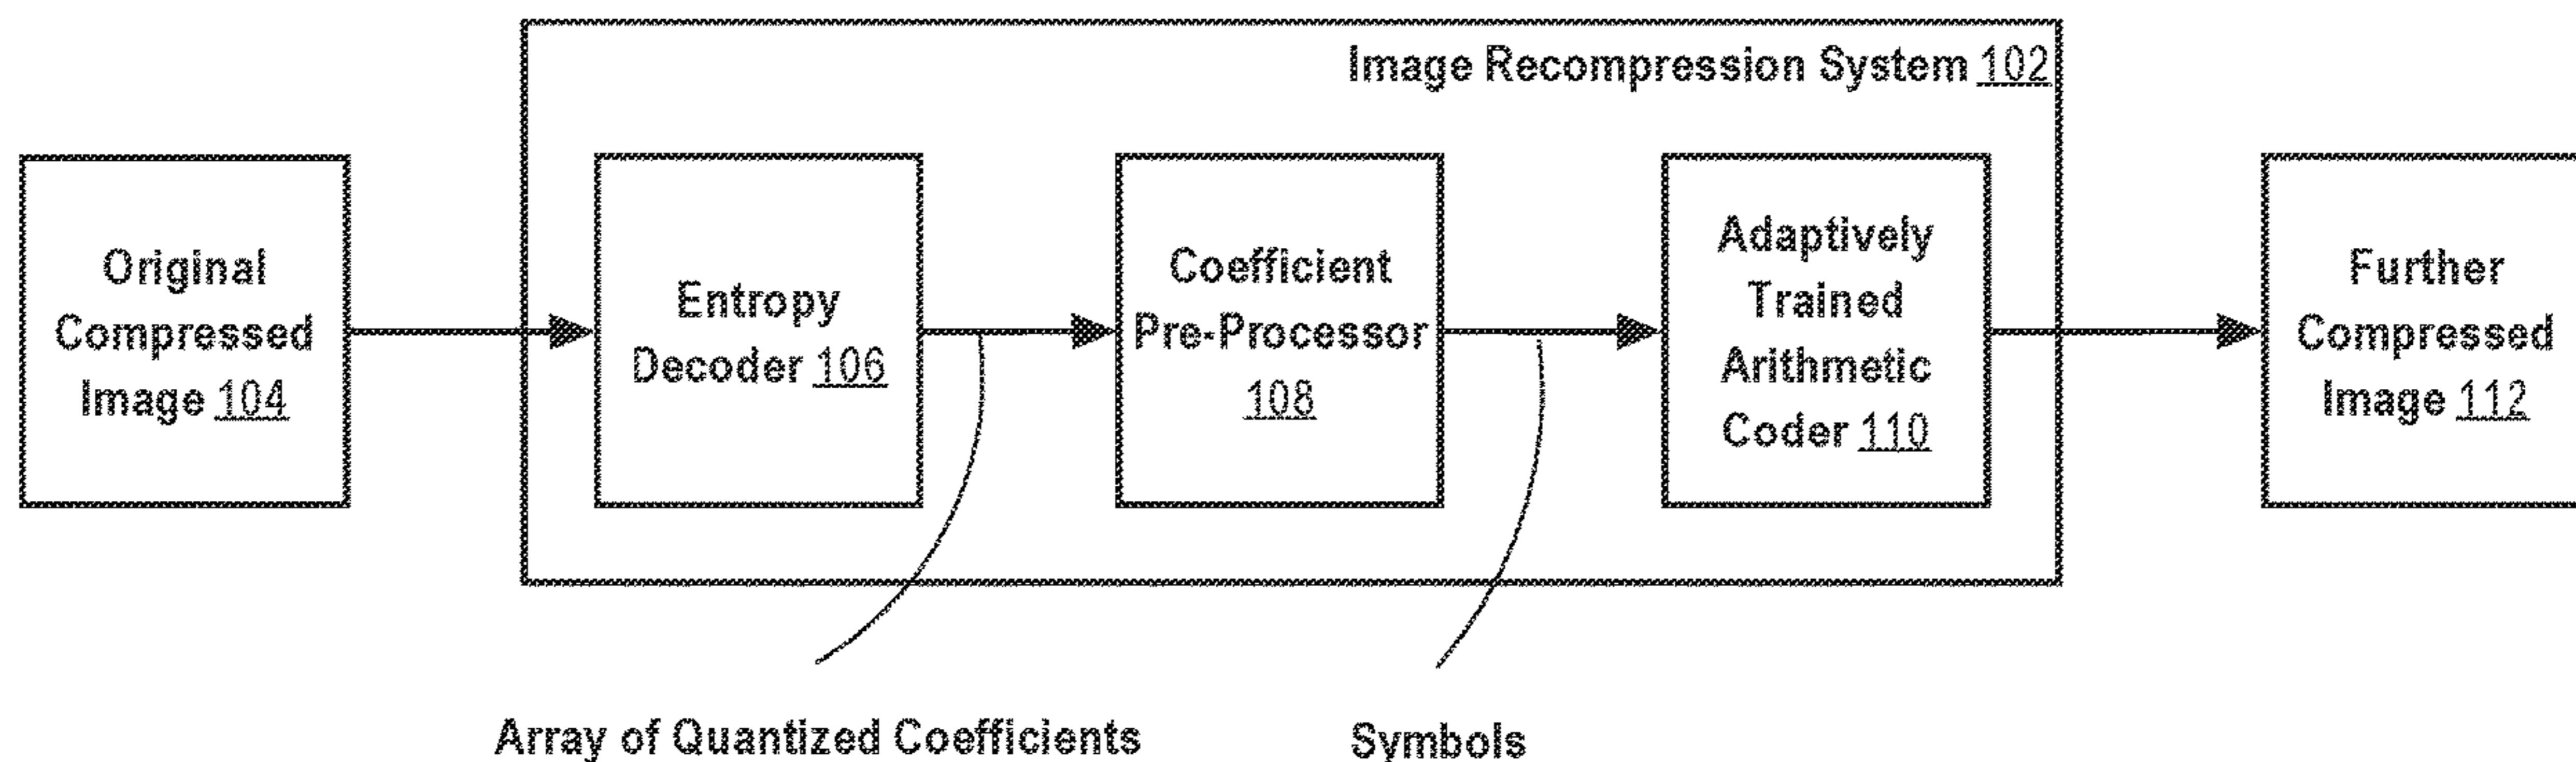 Image Recompression System 102
Original
Compressed
Image 104
Entropy
Decoder 106
Coefficient
Pre-Processor
108
Adaptively
Trained
Arithmetic
Coder 110
Further
Compressed
Image 112
Array of Quantized Coefficients
Symbols